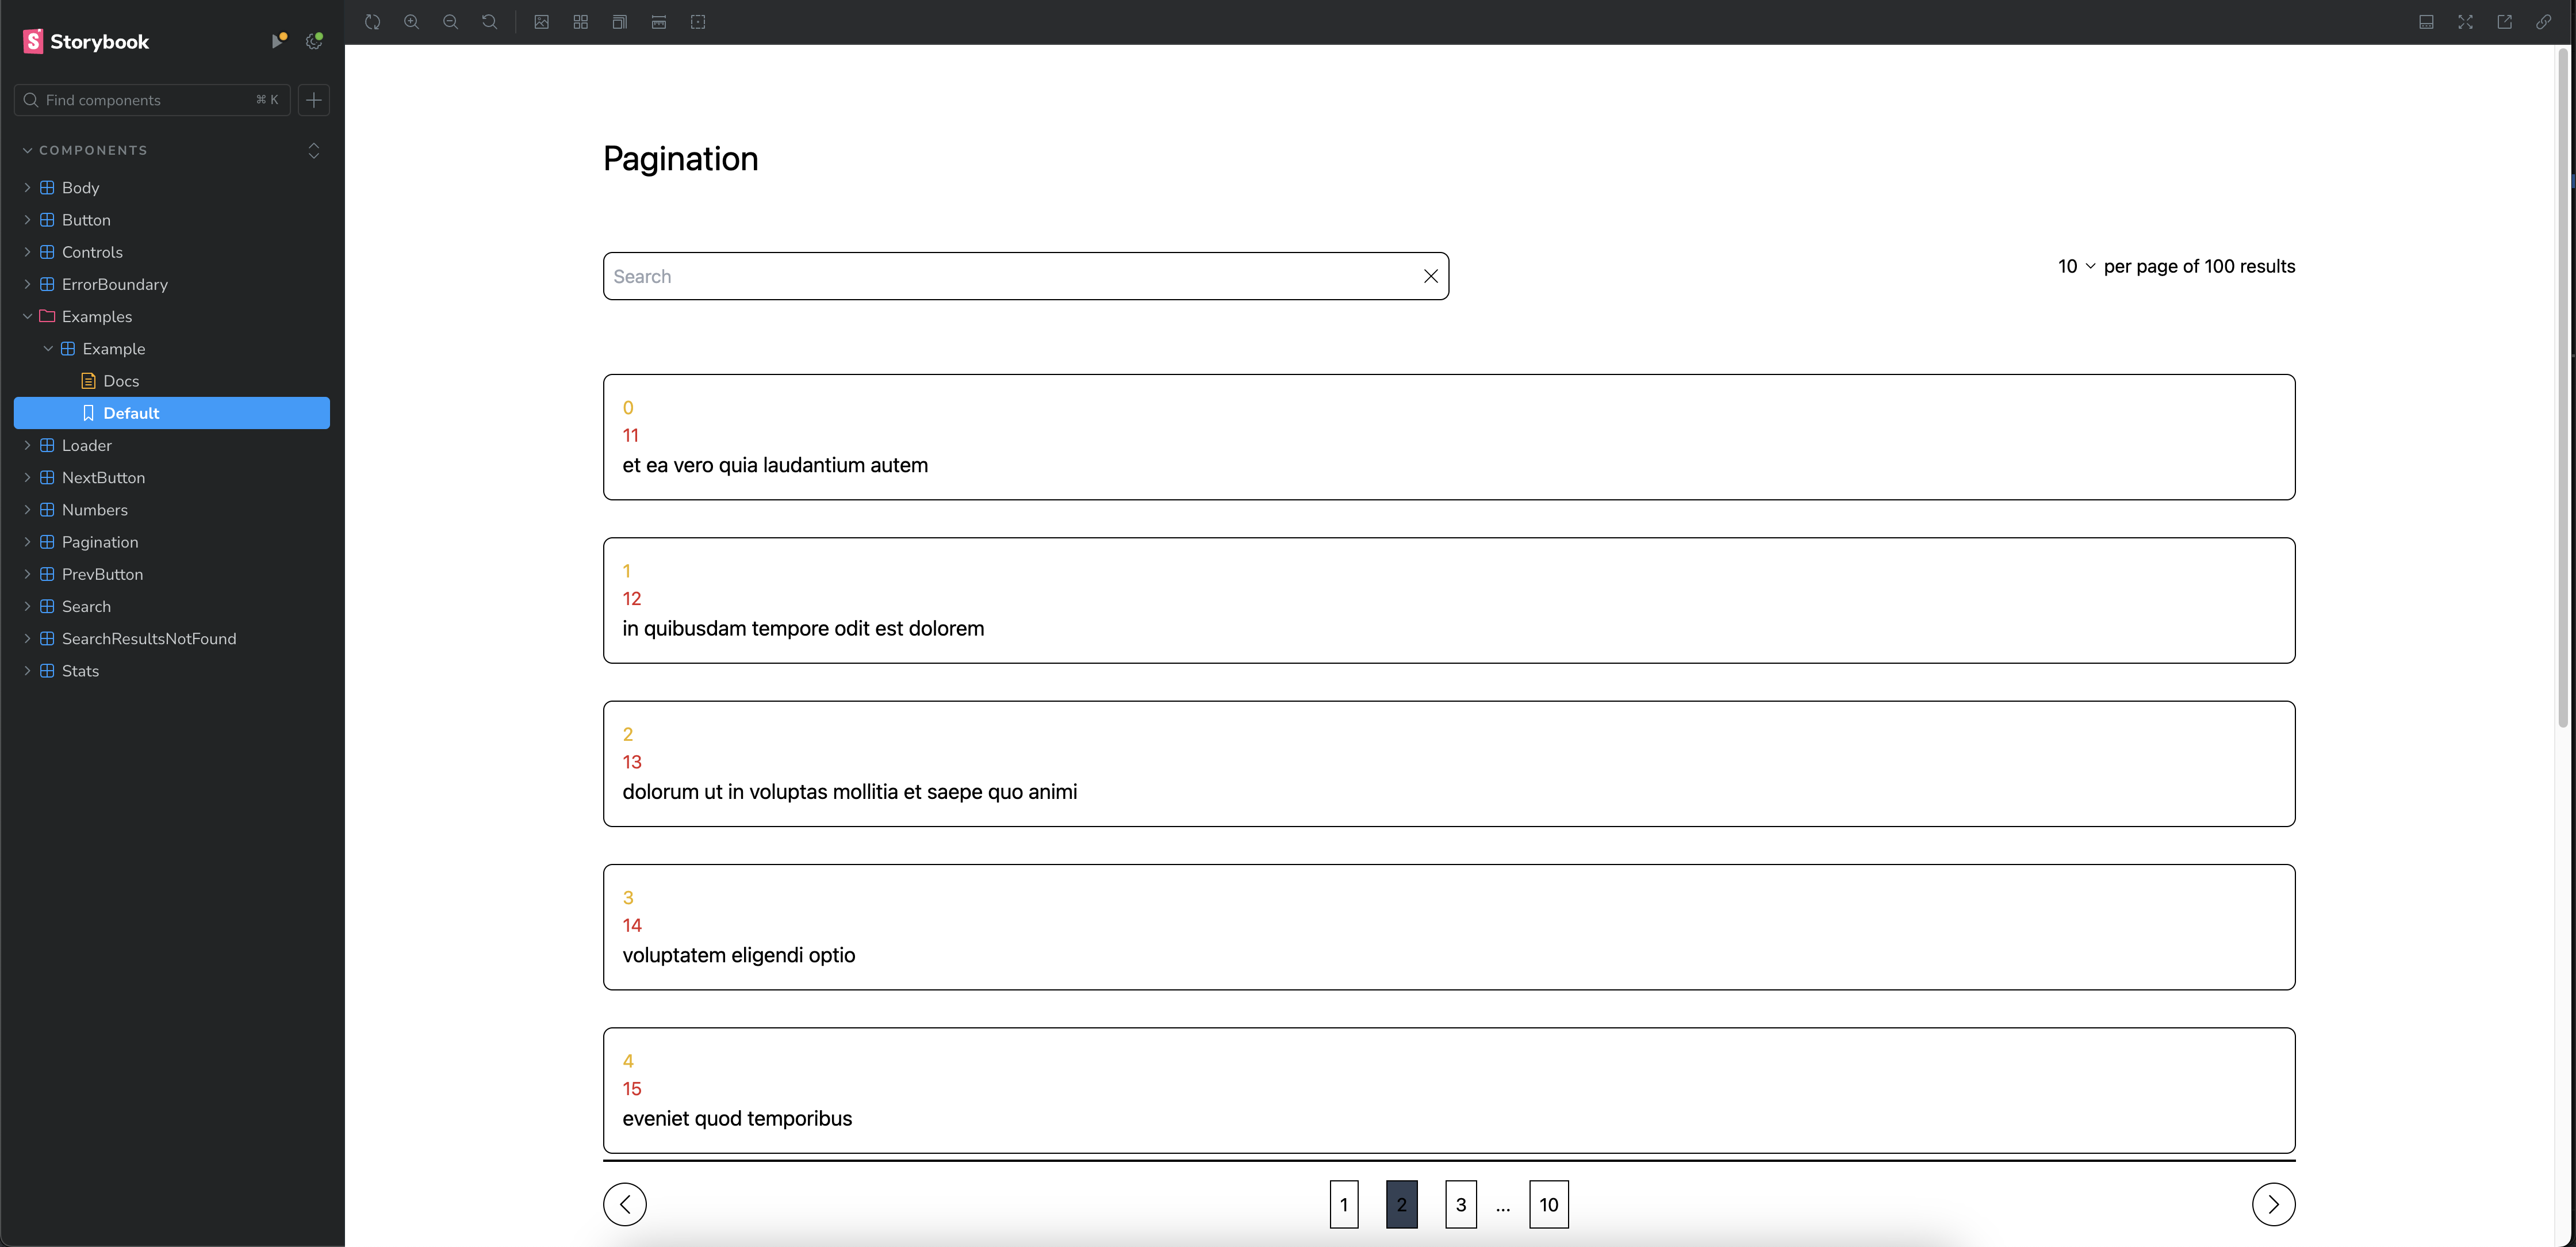 Storybook
Find components
⌘ K
COMPONENTS
Body
Button
Controls
ErrorBoundary
Examples
Example
Docs
Default
Loader
NextButton
Numbers
Pagination
PrevButton
Search
SearchResultsNotFound
Stats
Pagination
Search
10 per page of 100 results
0
11
et ea vero quia laudantium autem
1
12
in quibusdam tempore odit est dolorem
2
13
dolorum ut in voluptas mollitia et saepe quo animi
3
14
voluptatem eligendi optio
4
15
eveniet quod temporibus
1 2 3 ... 10